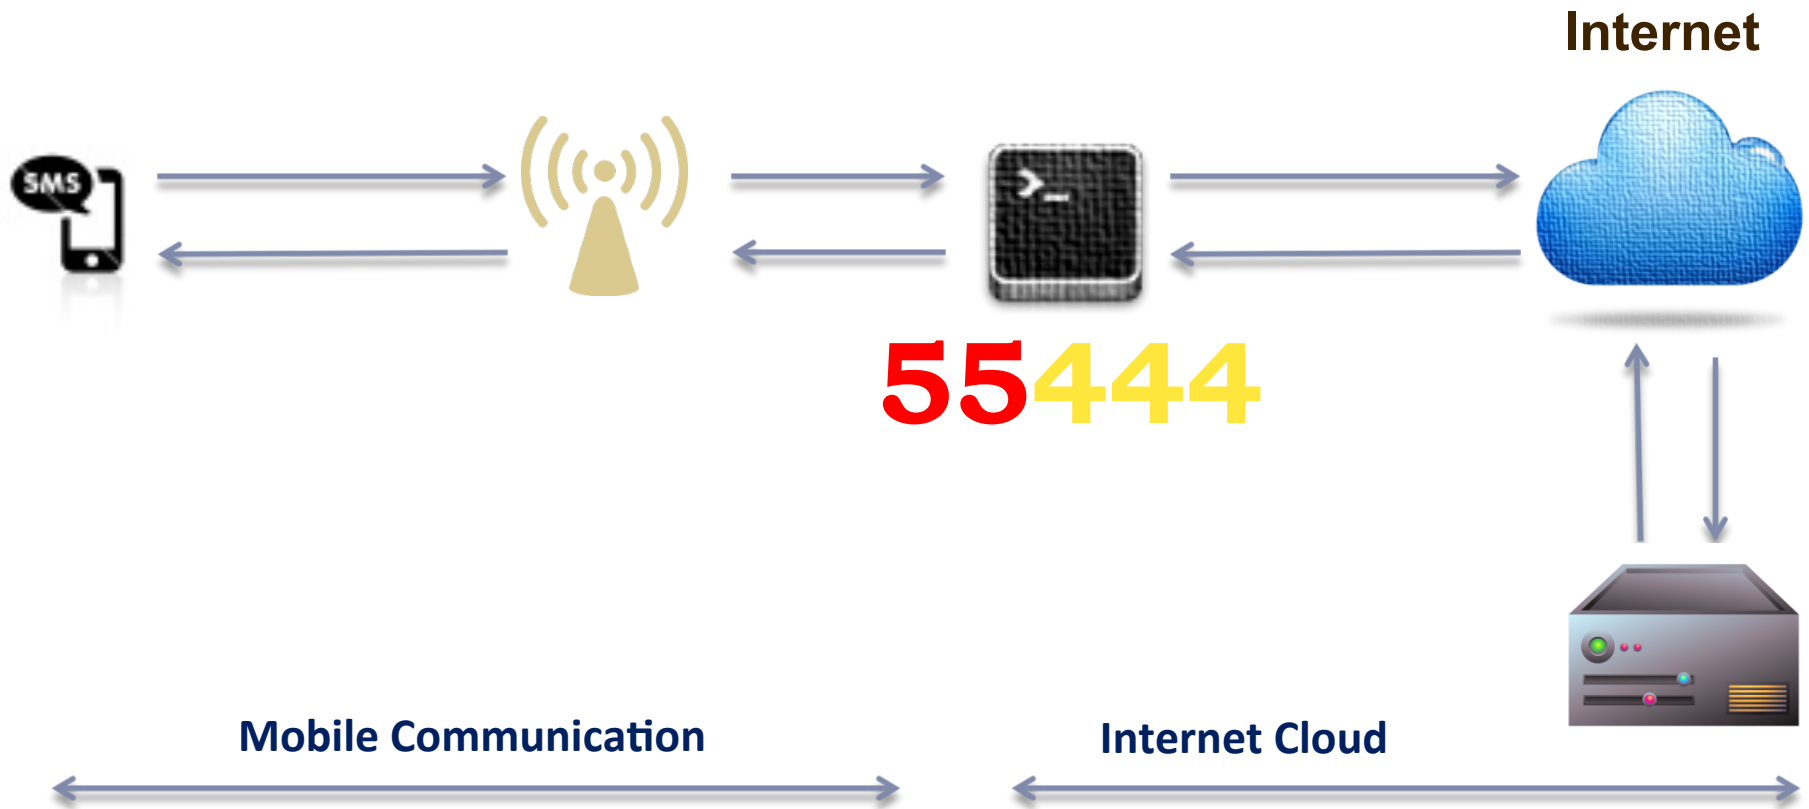 Internet
SMS
>_
55444
Mobile Communication
Internet Cloud